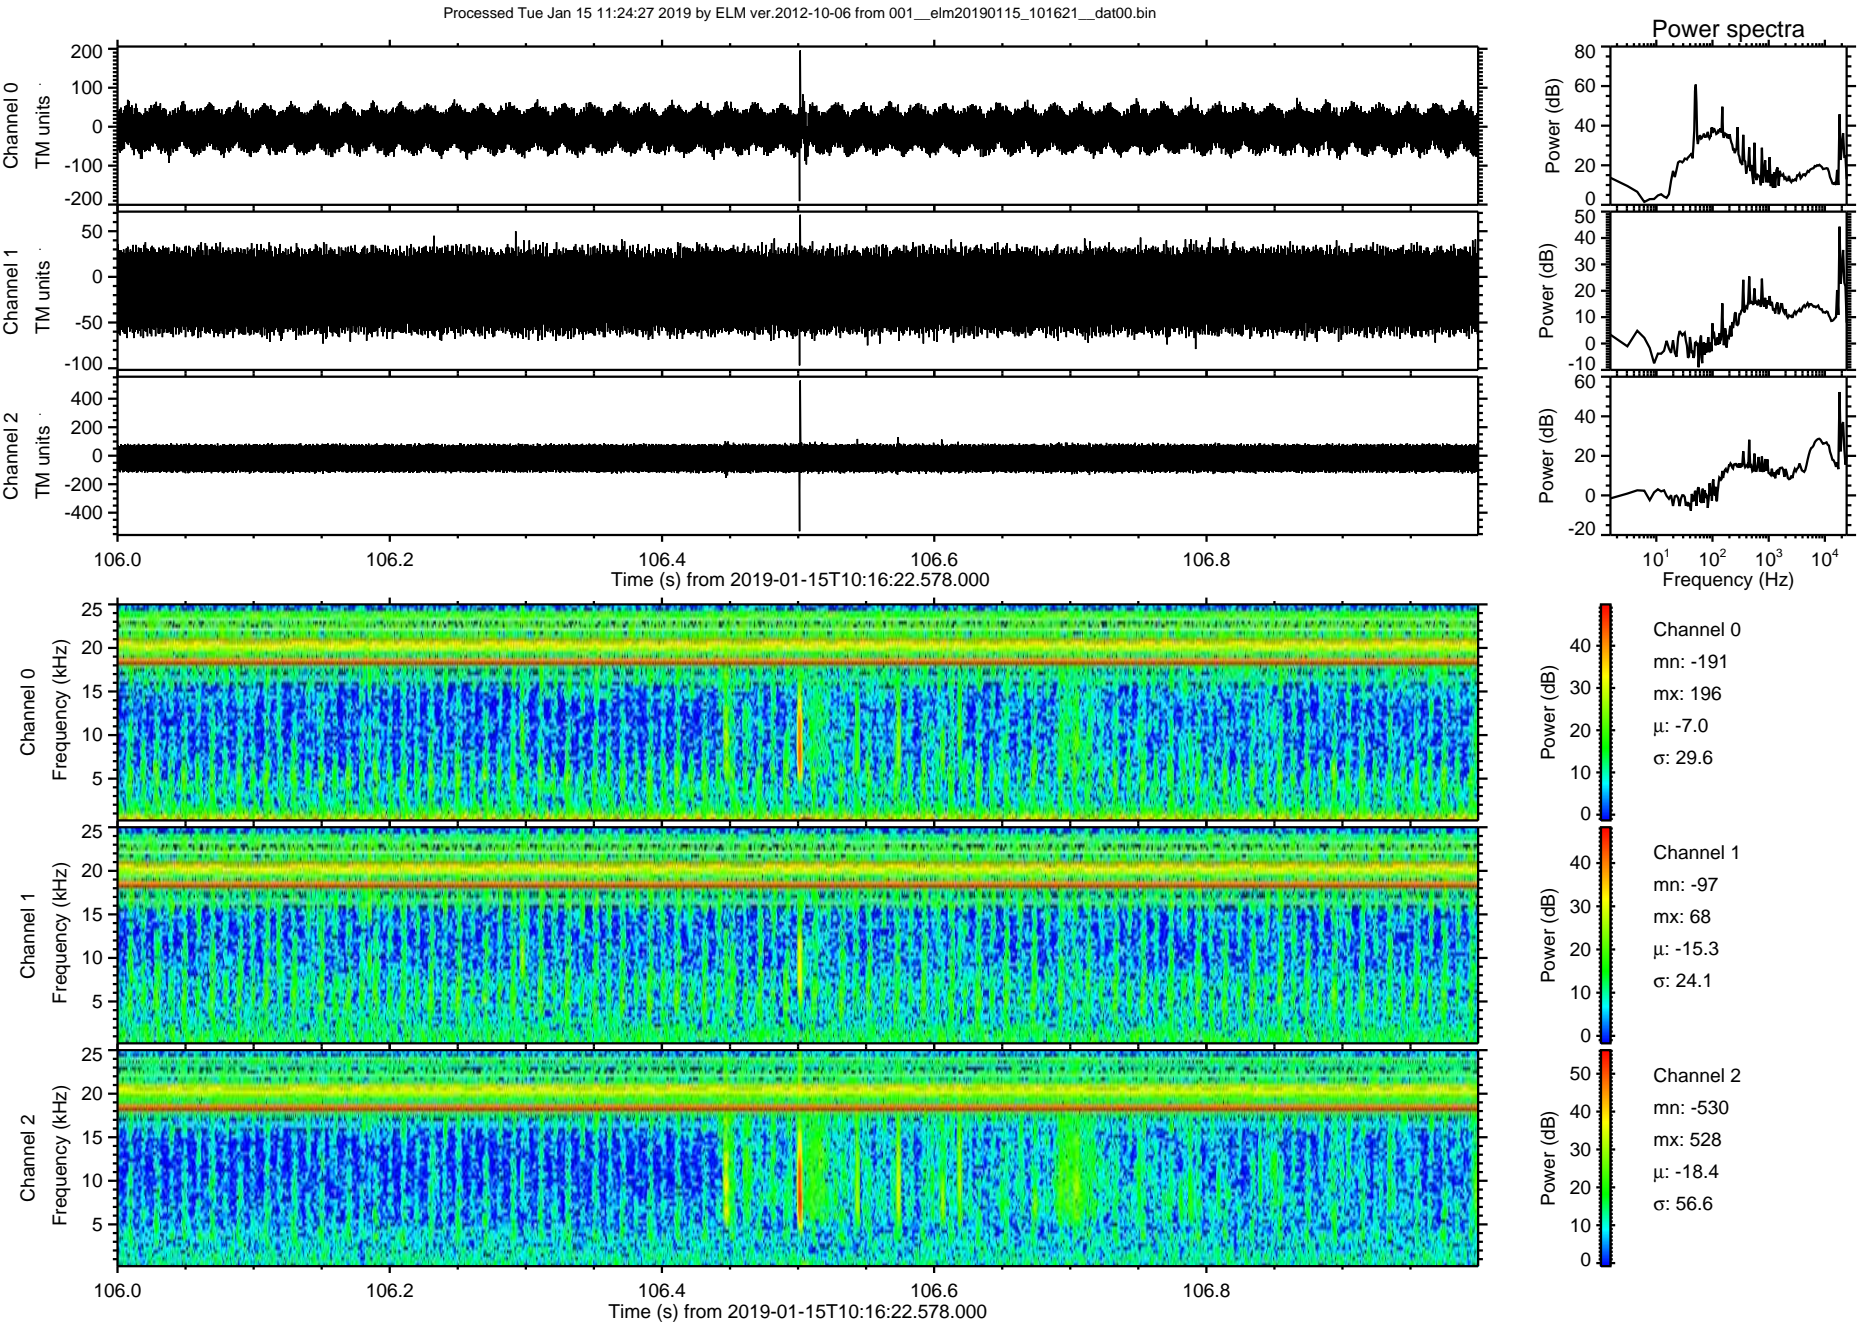 Processed Tue Jan 15 11:24:27 2019 by ELM ver.2012-10-06 from 001__elm20190115_101621__dat00.bin
Power spectra
Channel 0
TM units
200
100
0
-100
-200
Power (dB)
80
60
40
20
0
Channel 1
TM units
50
0
-50
-100
Power (dB)
50
40
30
20
10
0
-10
Channel 2
TM units
400
200
0
-200
-400
Power (dB)
60
40
20
0
-20
106.0 106.2 106.4 106.6 106.8
Time (s) from 2019-01-15T10:16:22.578.000
10¹ 10² 10³ 10⁴
Frequency (Hz)
Channel 0
Frequency (kHz)
25
20
15
10
5
Power (dB)
40
30
20
10
0
Channel 0
mn: -191
mx: 196
μ: -7.0
σ: 29.6
Channel 1
Frequency (kHz)
25
20
15
10
5
Power (dB)
40
30
20
10
0
Channel 1
mn: -97
mx: 68
μ: -15.3
σ: 24.1
Channel 2
Frequency (kHz)
25
20
15
10
5
Power (dB)
50
40
30
20
10
0
Channel 2
mn: -530
mx: 528
μ: -18.4
σ: 56.6
106.0 106.2 106.4 106.6 106.8
Time (s) from 2019-01-15T10:16:22.578.000